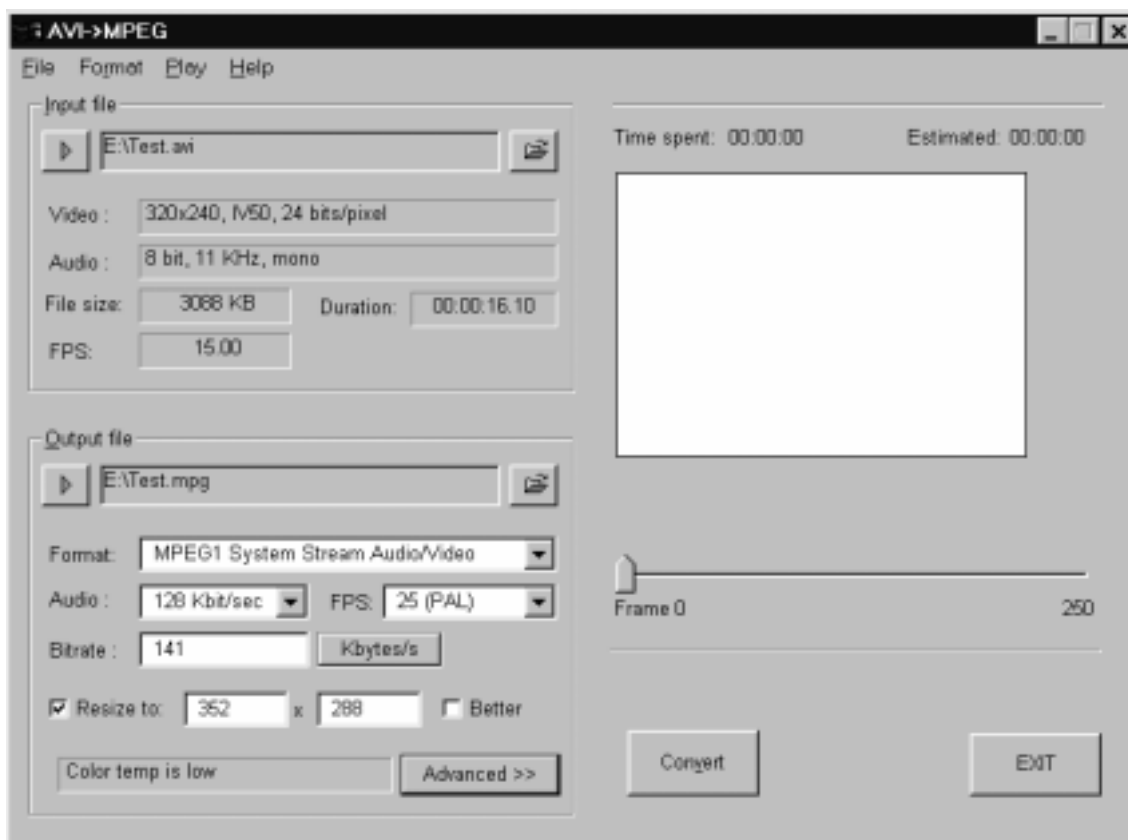 AVI->MPEG
File Format Play Help
Input file
E:\Test.avi
Video : 320x240, IV50, 24 bits/pixel
Audio : 8 bit, 11 KHz, mono
File size: 3088 KB Duration: 00:00:16.10
FPS: 15.00
Output file
E:\Test.mpg
Format: MPEG1 System Stream Audio/Video
Audio : 128 Kbit/sec FPS: 25 (PAL)
Bitrate : 141 Kbytes/s
Resize to: 352 x 288 Better
Color temp is low Advanced >>
Time spent: 00:00:00 Estimated: 00:00:00
Frame 0 250
Convert EXIT